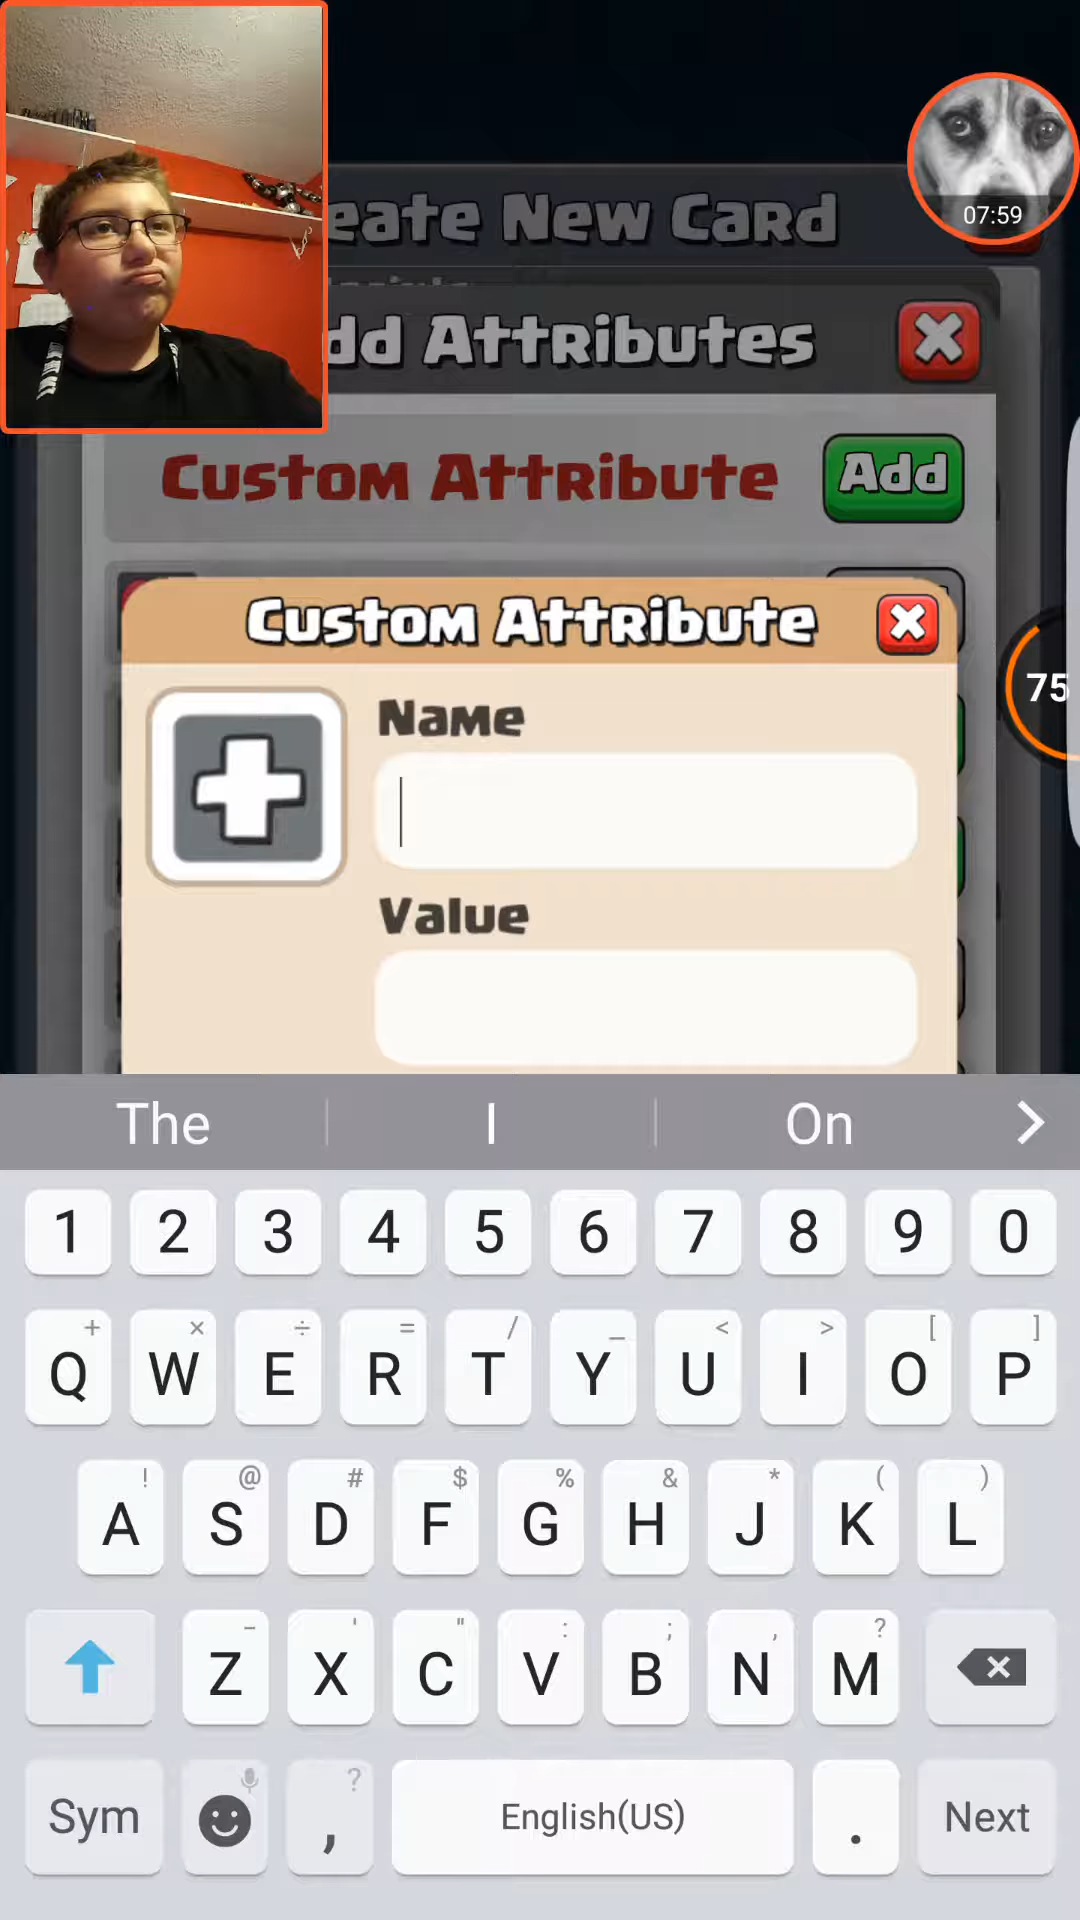 07:59
eate New Card
dd Attributes
Custom Attribute
Add
Custom Attribute
Name
75
Value
The I On
1 2 3 4 5 6 7 8 9 0
+ × ÷ = / _ < > [ ]
Q W E R T Y U I O P
! @ # $ % & * ( )
A S D F G H J K L
- ' " : ; , ?
Z X C V B N M
?
Sym , English(US) . Next